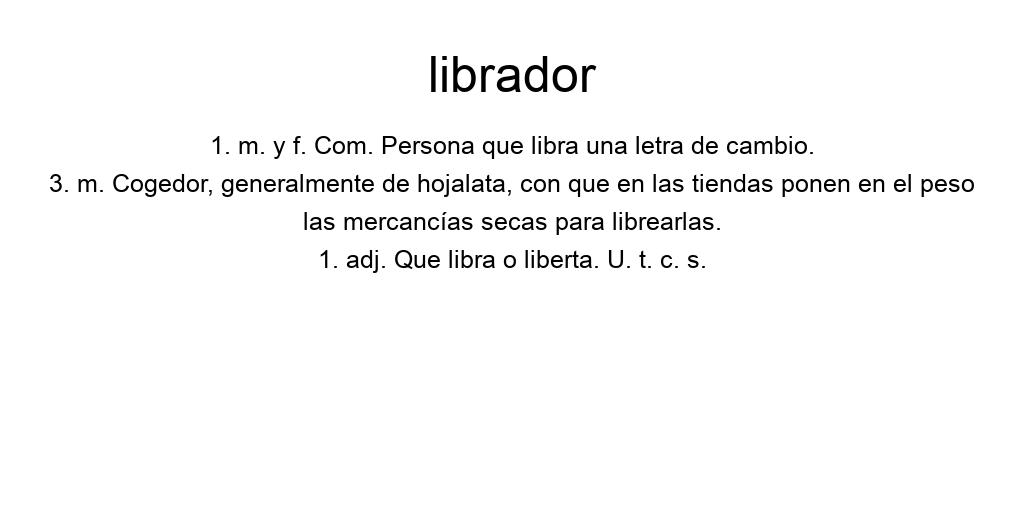 librador
1. m. y f. Com. Persona que libra una letra de cambio.
3. m. Cogedor, generalmente de hojalata, con que en las tiendas ponen en el peso
las mercancías secas para librearlas.
1. adj. Que libra o liberta. U. t. c. s.